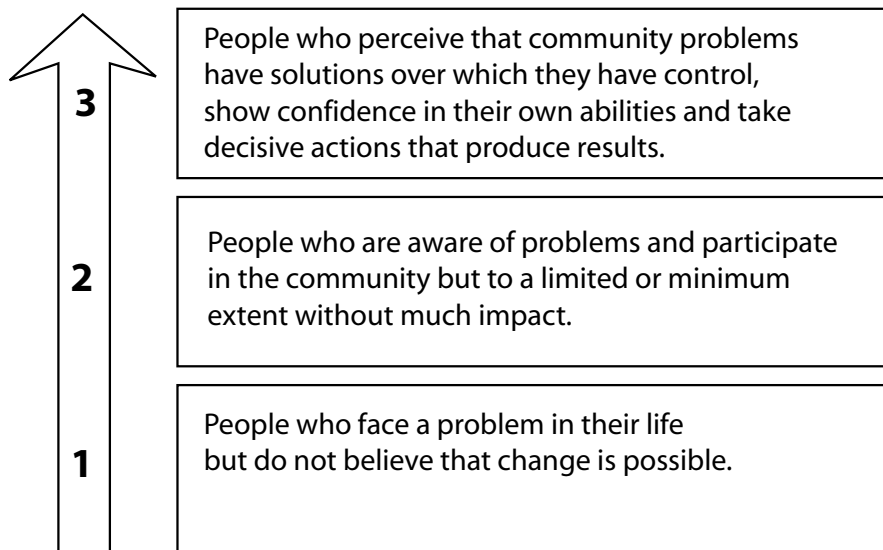 3
People who perceive that community problems
have solutions over which they have control,
show confidence in their own abilities and take
decisive actions that produce results.
2
People who are aware of problems and participate
in the community but to a limited or minimum
extent without much impact.
1
People who face a problem in their life
but do not believe that change is possible.